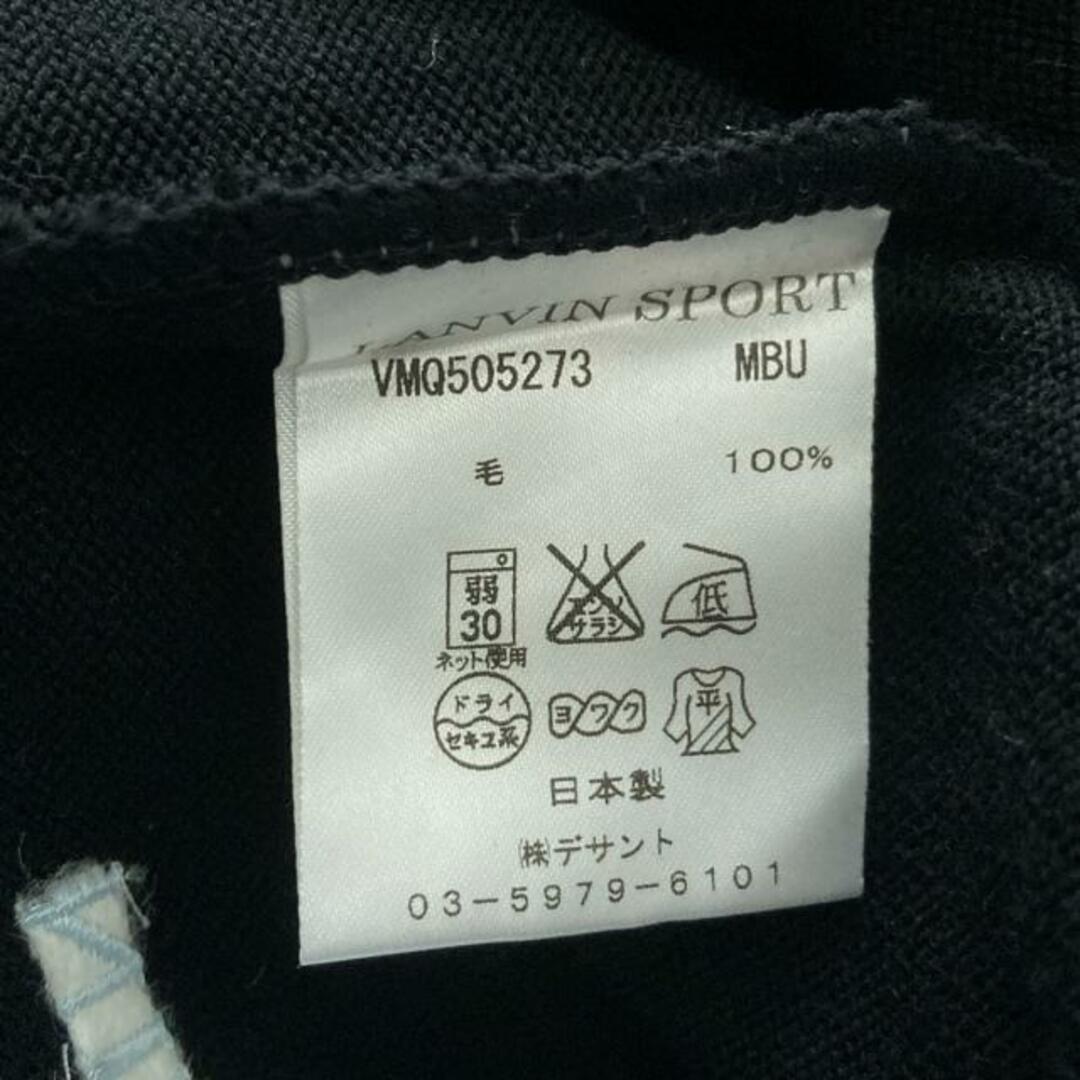 LANVIN SPORT
VMQ505273 MBU
毛 100%
弱
30
ネット使用
エンソ
サラシ
低
ドライ
セキユ系
ヨワク
平
日本製
㈱デサント
03-5979-6101